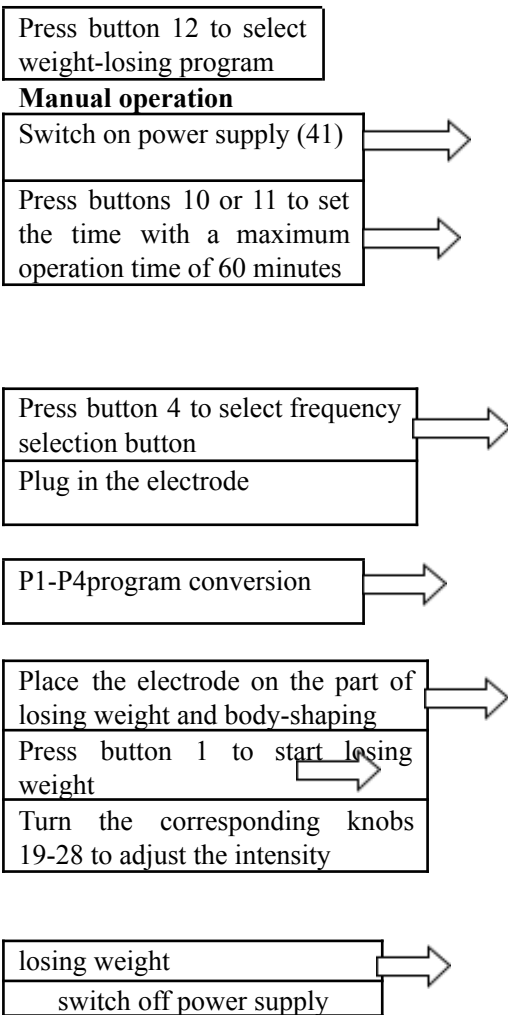 Press button 12 to select
weight-losing program
Manual operation
Switch on power supply (41)
Press buttons 10 or 11 to set
the time with a maximum
operation time of 60 minutes
Press button 4 to select frequency
selection button
Plug in the electrode
P1-P4program conversion
Place the electrode on the part of
losing weight and body-shaping
Press button 1 to start losing
weight
Turn the corresponding knobs
19-28 to adjust the intensity
losing weight
switch off power supply